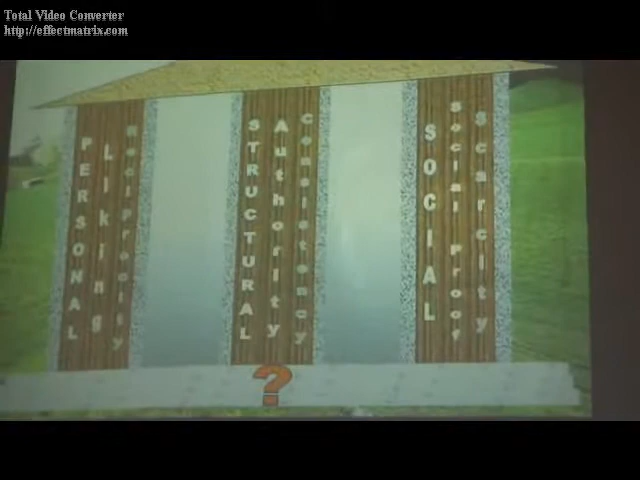 Total Video Converter
http://effectmatrix.com
PERSONAL
Liking
Reciprocity
STRUCTURAL
Authority
Consistency
SOCIAL
Social Proof
Scarcity
?